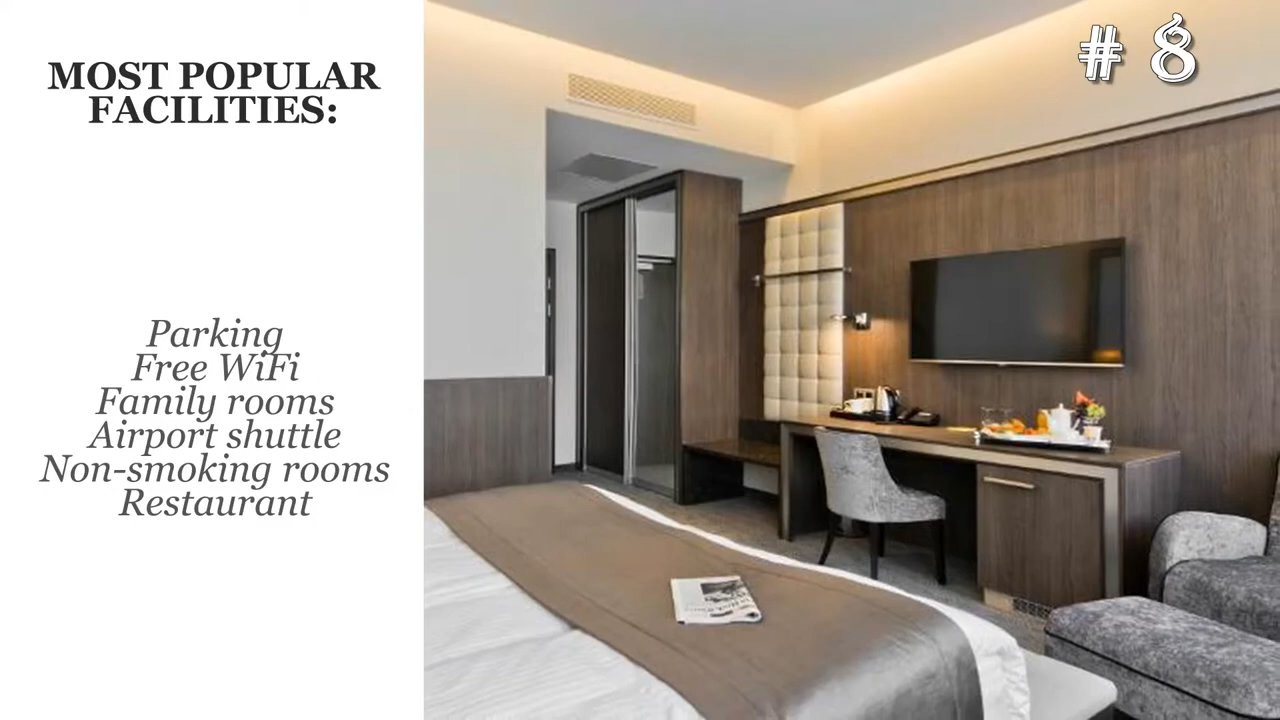 MOST POPULAR
FACILITIES:
# 8
Parking
Free WiFi
Family rooms
Airport shuttle
Non-smoking rooms
Restaurant